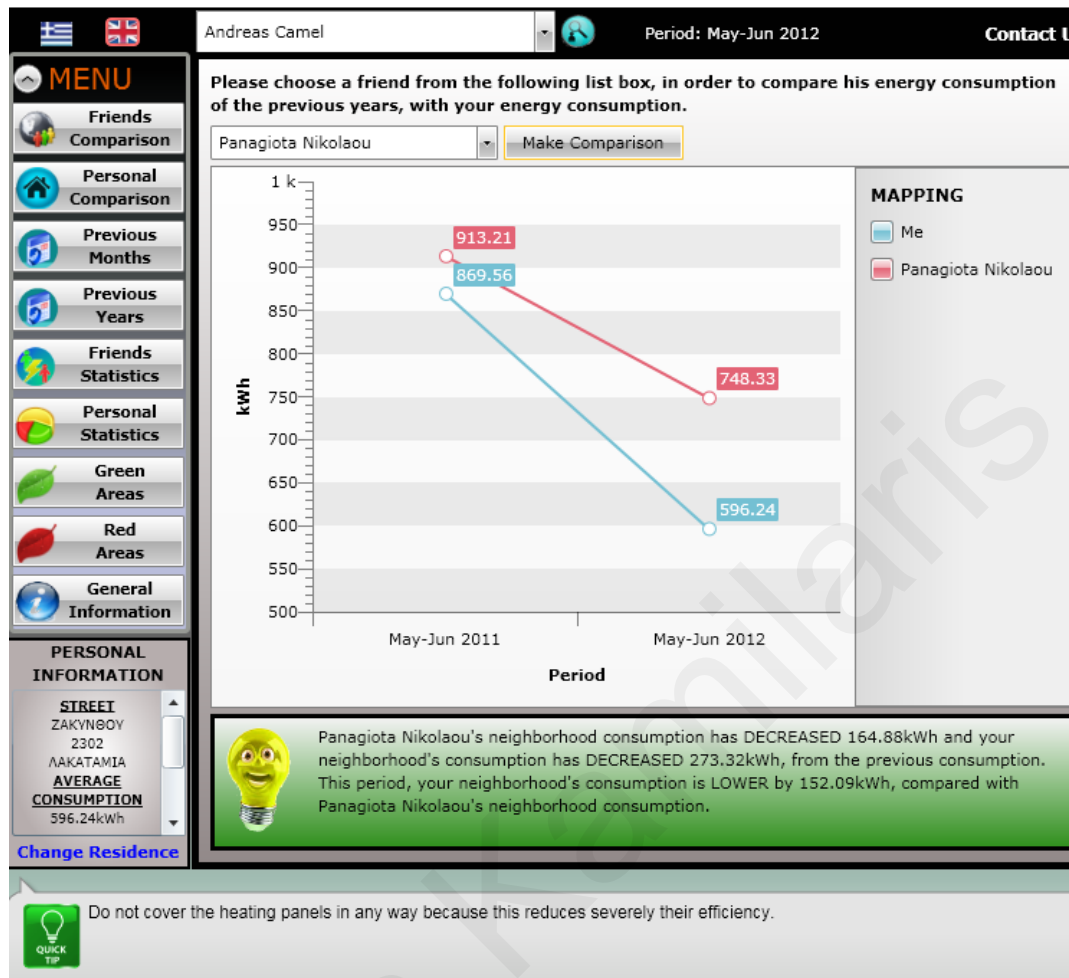 Andreas Camel
Period: May-Jun 2012
Contact U
MENU
Friends
Comparison
Personal
Comparison
Previous
Months
Previous
Years
Friends
Statistics
Personal
Statistics
Green
Areas
Red
Areas
General
Information
PERSONAL
INFORMATION
STREET
ΖΑΚΥΝΘΟΥ
2302
ΛΑΚΑΤΑΜΙΑ
AVERAGE
CONSUMPTION
596.24kWh
Change Residence
Please choose a friend from the following list box, in order to compare his energy consumption
of the previous years, with your energy consumption.
Panagiota Nikolaou
Make Comparison
1 k
950
900
850
800
750
700
650
600
550
500
kWh
913.21
869.56
748.33
596.24
May-Jun 2011
May-Jun 2012
Period
MAPPING
Me
Panagiota Nikolaou
Panagiota Nikolaou's neighborhood consumption has DECREASED 164.88kWh and your
neighborhood's consumption has DECREASED 273.32kWh, from the previous consumption.
This period, your neighborhood's consumption is LOWER by 152.09kWh, compared with
Panagiota Nikolaou's neighborhood consumption.
QUICK
TIP
Do not cover the heating panels in any way because this reduces severely their efficiency.
Kamilaris